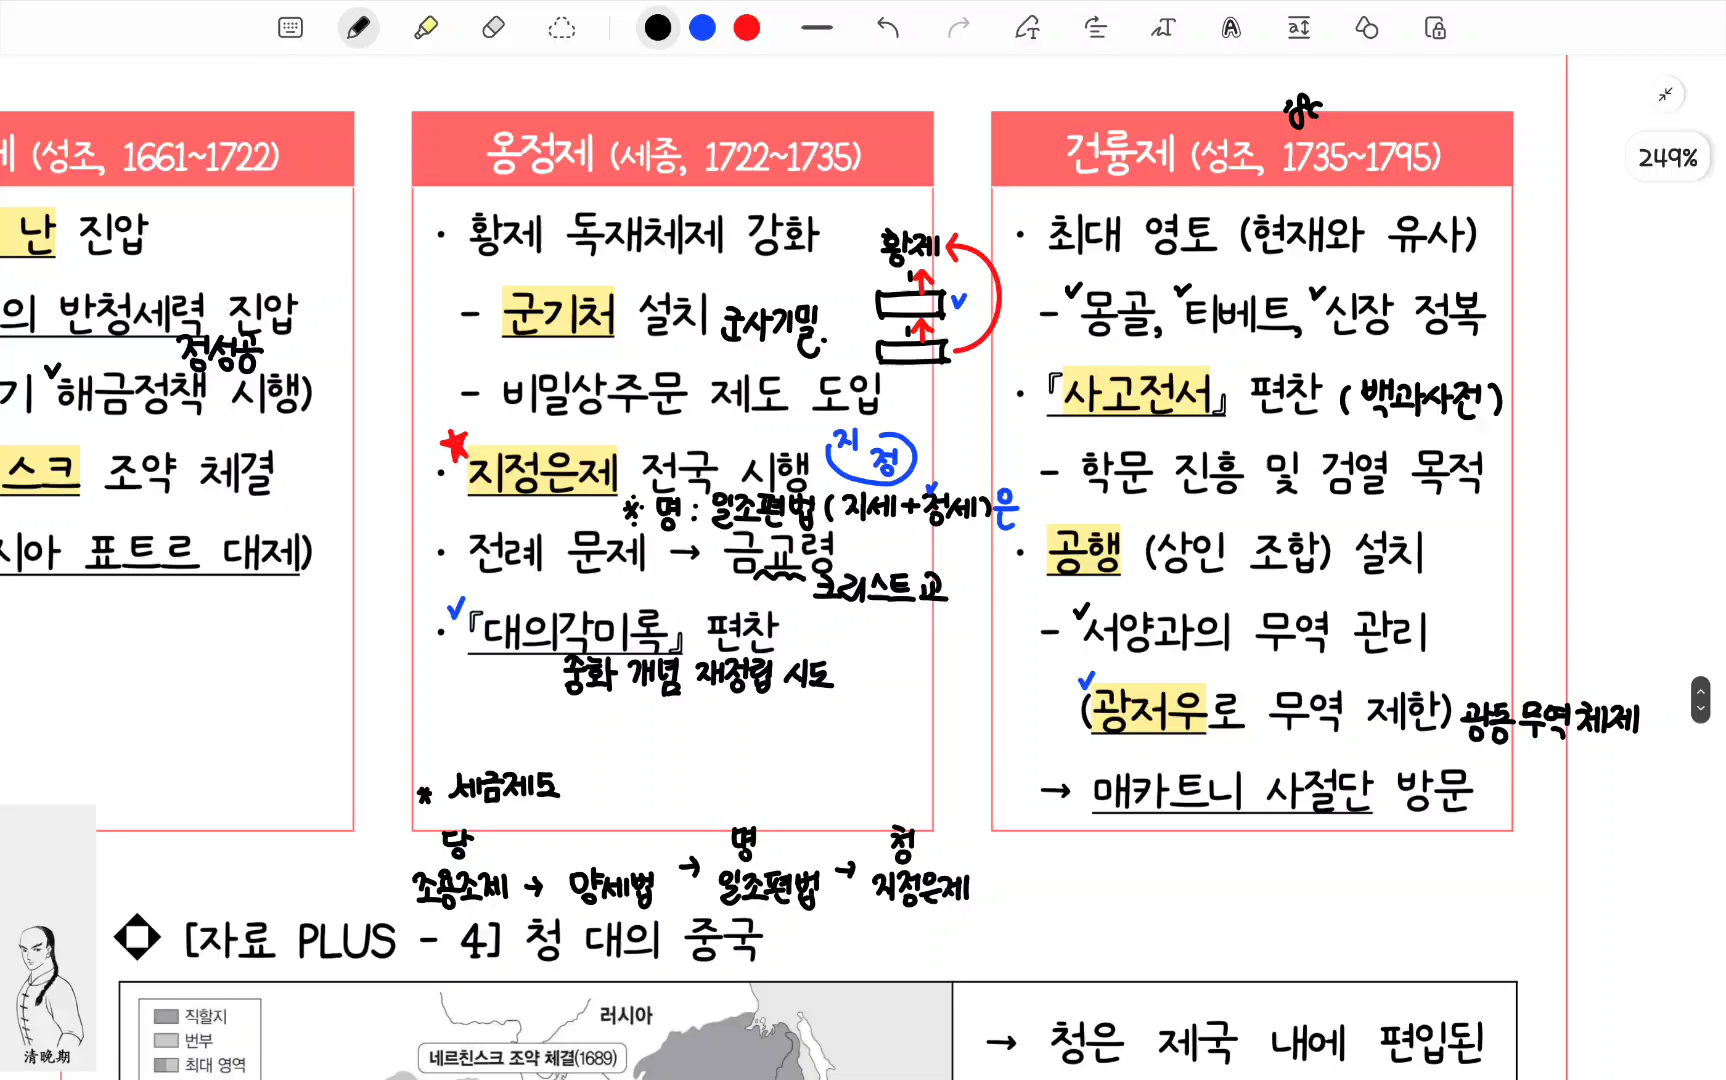 249%
제 (성조, 1661~1722)
난 진압
의 반청세력 진압
정성공
기 해금정책 시행)
스크 조약 체결
시아 표트르 대제)
옹정제 (세종, 1722~1735)
· 황제 독재체제 강화
황제
- 군기처 설치 군사기밀.
- 비밀상주문 제도 도입
· 지정은제 전국 시행
지
정
※ 명 : 일조편법 ( 지세+정세) 은
· 전례 문제 → 금교령
크리스트교
· 『대의각미록』 편찬
중화 개념 재정립 시도
* 세금제도
당 명 청
조용조제 → 양세법 → 일조편법 → 지정은제
건륭제 (성조, 1735~1795)
· 최대 영토 (현재와 유사)
- 몽골, 티베트, 신장 정복
· 『사고전서』 편찬 ( 백과사전 )
- 학문 진흥 및 검열 목적
· 공행 (상인 조합) 설치
- 서양과의 무역 관리
(광저우로 무역 제한) 광동무역체제
→ 매카트니 사절단 방문
[자료 PLUS - 4] 청 대의 중국
직할지
번부
최대 영역
러시아
네르친스크 조약 체결(1689)
→ 청은 제국 내에 편입된
清晩期